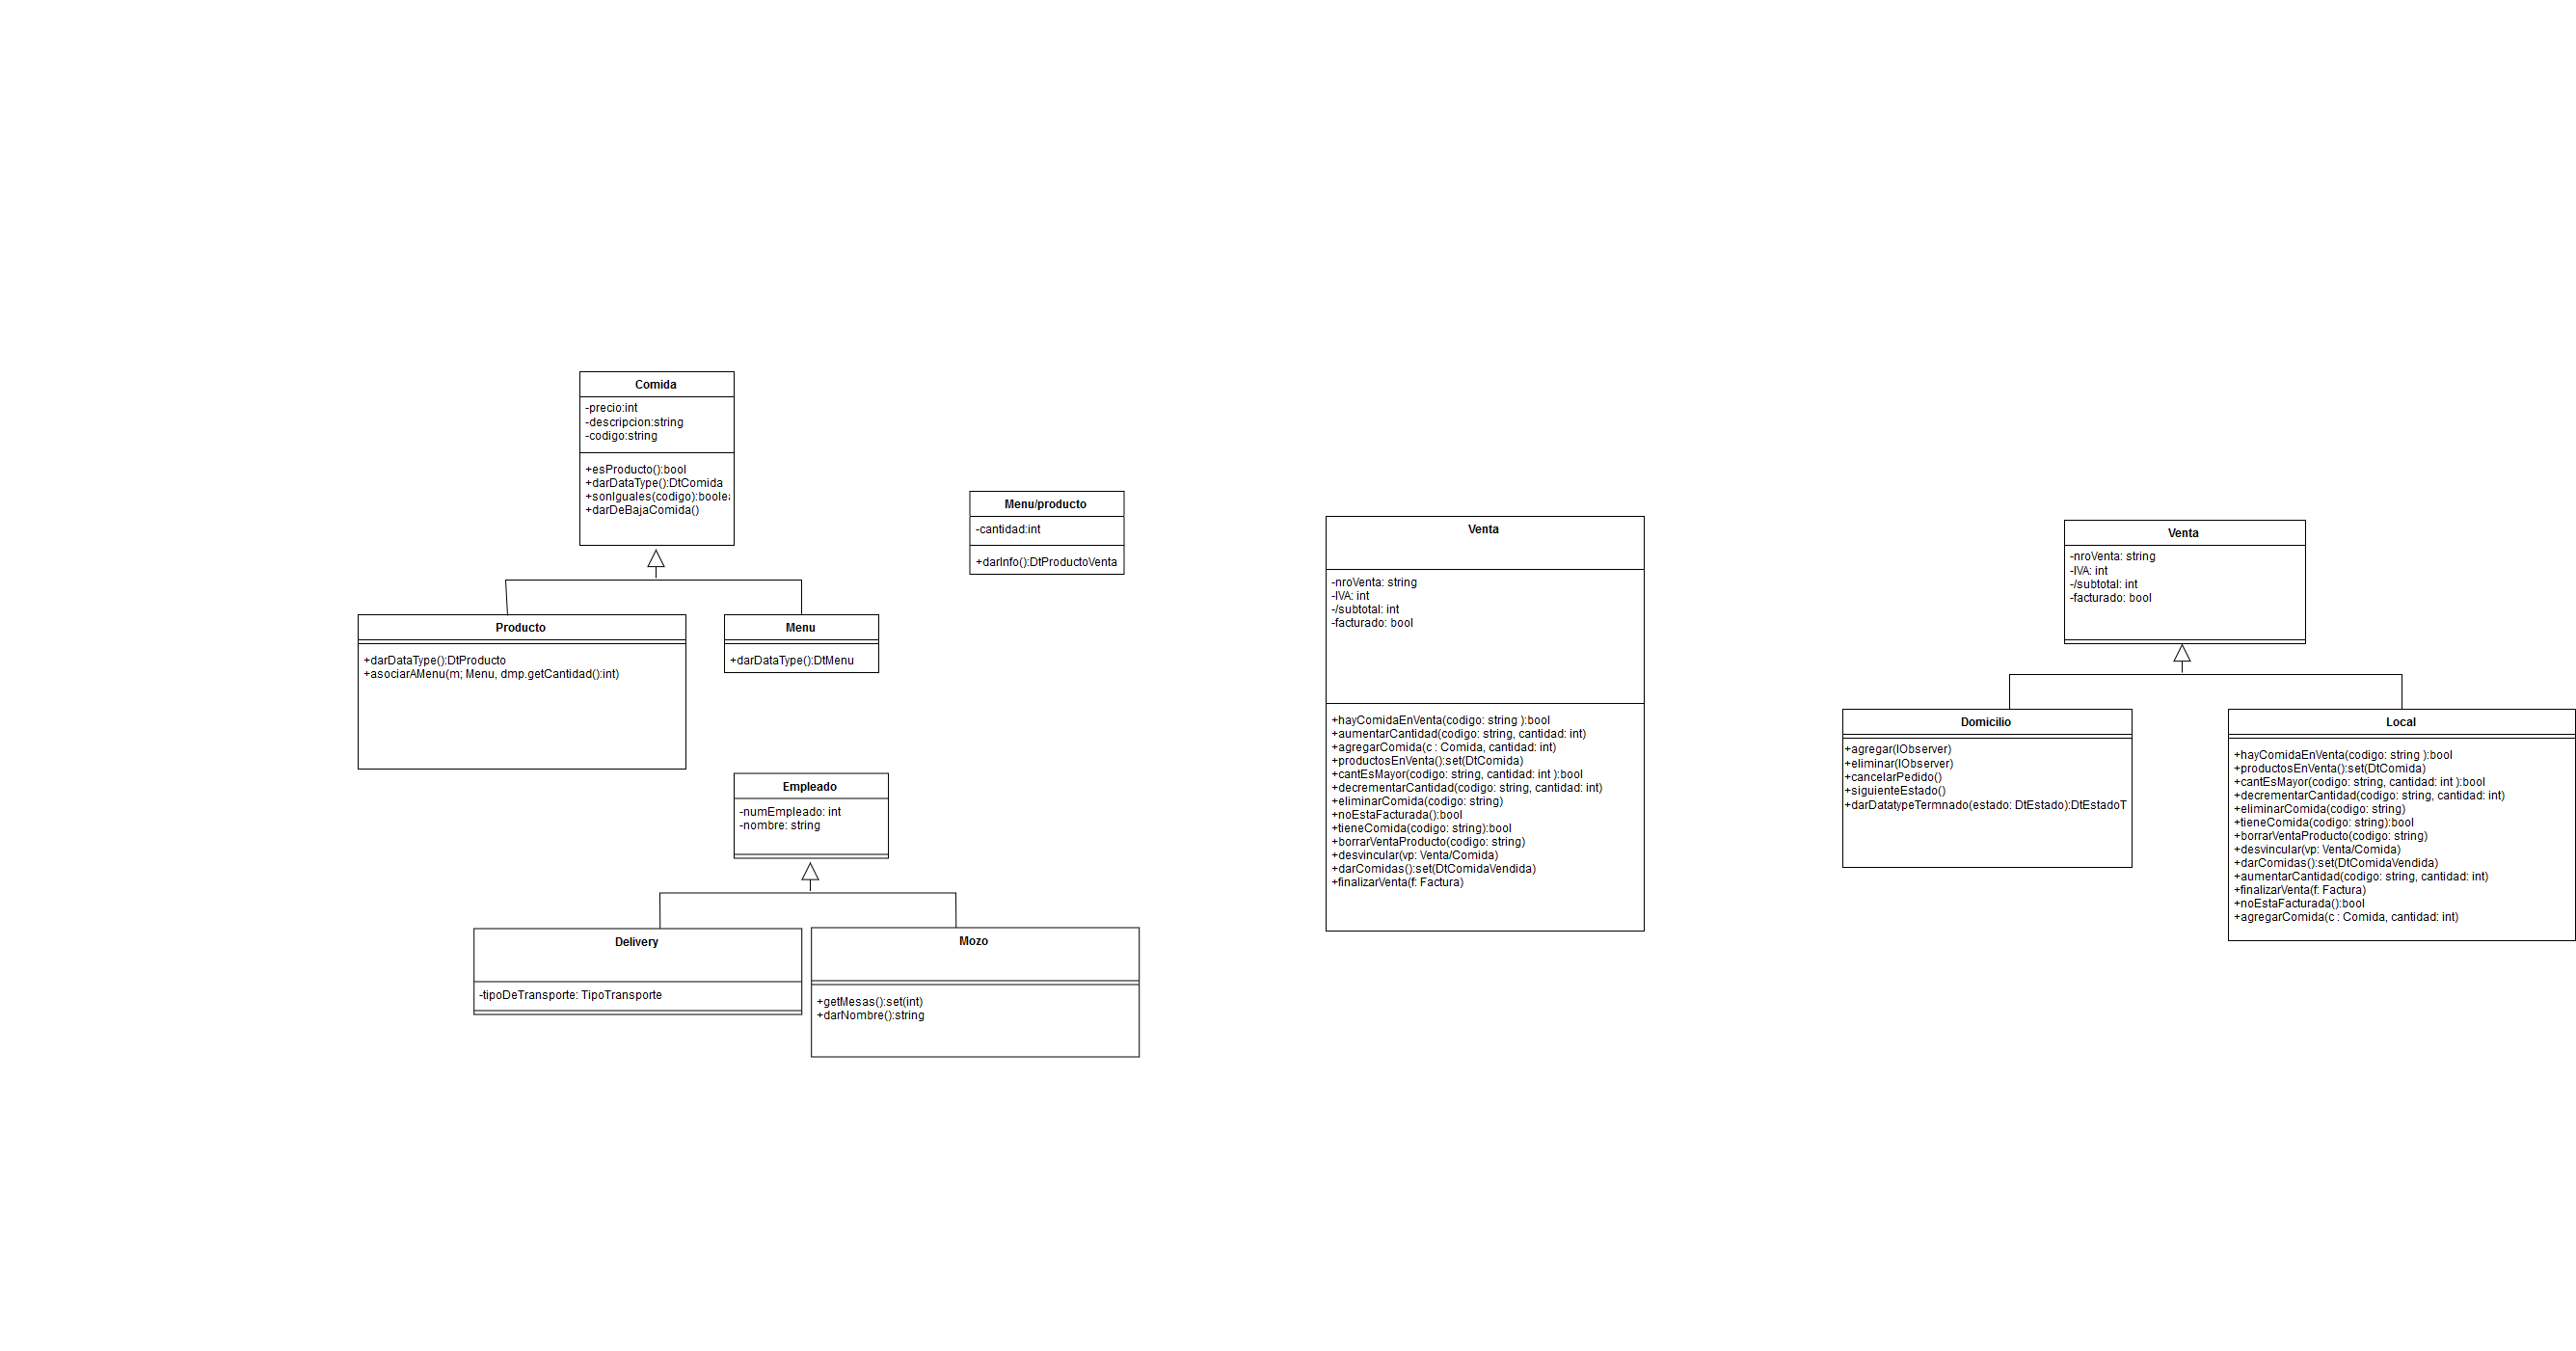 Comida
-precio:int
-descripcion:string
-codigo:string
+esProducto():bool
+darDataType():DtComida
+sonIguales(codigo):boole
+darDeBajaComida()
Menu/producto
-cantidad:int
+darInfo():DtProductoVenta
Producto
+darDataType():DtProducto
+asociarAMenu(m; Menu, dmp.getCantidad():int)
Menu
+darDataType():DtMenu
Empleado
-numEmpleado: int
-nombre: string
Delivery
-tipoDeTransporte: TipoTransporte
Mozo
+getMesas():set(int)
+darNombre():string
Venta
-nroVenta: string
-IVA: int
-/subtotal: int
-facturado: bool
+hayComidaEnVenta(codigo: string ):bool
+aumentarCantidad(codigo: string, cantidad: int)
+agregarComida(c : Comida, cantidad: int)
+productosEnVenta():set(DtComida)
+cantEsMayor(codigo: string, cantidad: int ):bool
+decrementarCantidad(codigo: string, cantidad: int)
+eliminarComida(codigo: string)
+noEstaFacturada():bool
+tieneComida(codigo: string):bool
+borrarVentaProducto(codigo: string)
+desvincular(vp: Venta/Comida)
+darComidas():set(DtComidaVendida)
+finalizarVenta(f: Factura)
Venta
-nroVenta: string
-IVA: int
-/subtotal: int
-facturado: bool
Domicilio
+agregar(IObserver)
+eliminar(IObserver)
+cancelarPedido()
+siguienteEstado()
+darDatatypeTermnado(estado: DtEstado):DtEstadoT
Local
+hayComidaEnVenta(codigo: string ):bool
+productosEnVenta():set(DtComida)
+cantEsMayor(codigo: string, cantidad: int ):bool
+decrementarCantidad(codigo: string, cantidad: int)
+eliminarComida(codigo: string)
+tieneComida(codigo: string):bool
+borrarVentaProducto(codigo: string)
+desvincular(vp: Venta/Comida)
+darComidas():set(DtComidaVendida)
+aumentarCantidad(codigo: string, cantidad: int)
+finalizarVenta(f: Factura)
+noEstaFacturada():bool
+agregarComida(c : Comida, cantidad: int)